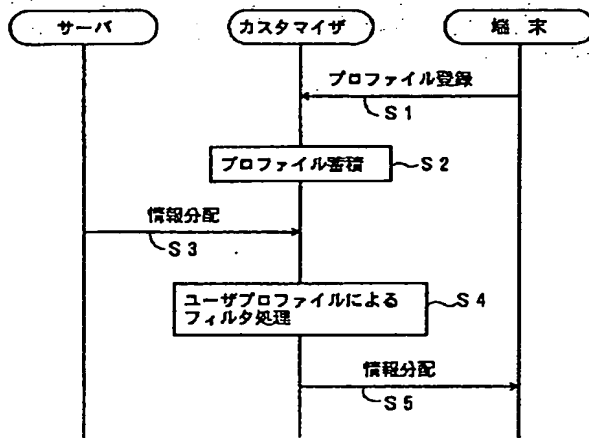 サーバ
カスタマイザ
端 末
プロファイル登録
S1
プロファイル蓄積
S2
情報分配
S3
ユーザプロファイルによる
フィルタ処理
S4
情報分配
S5